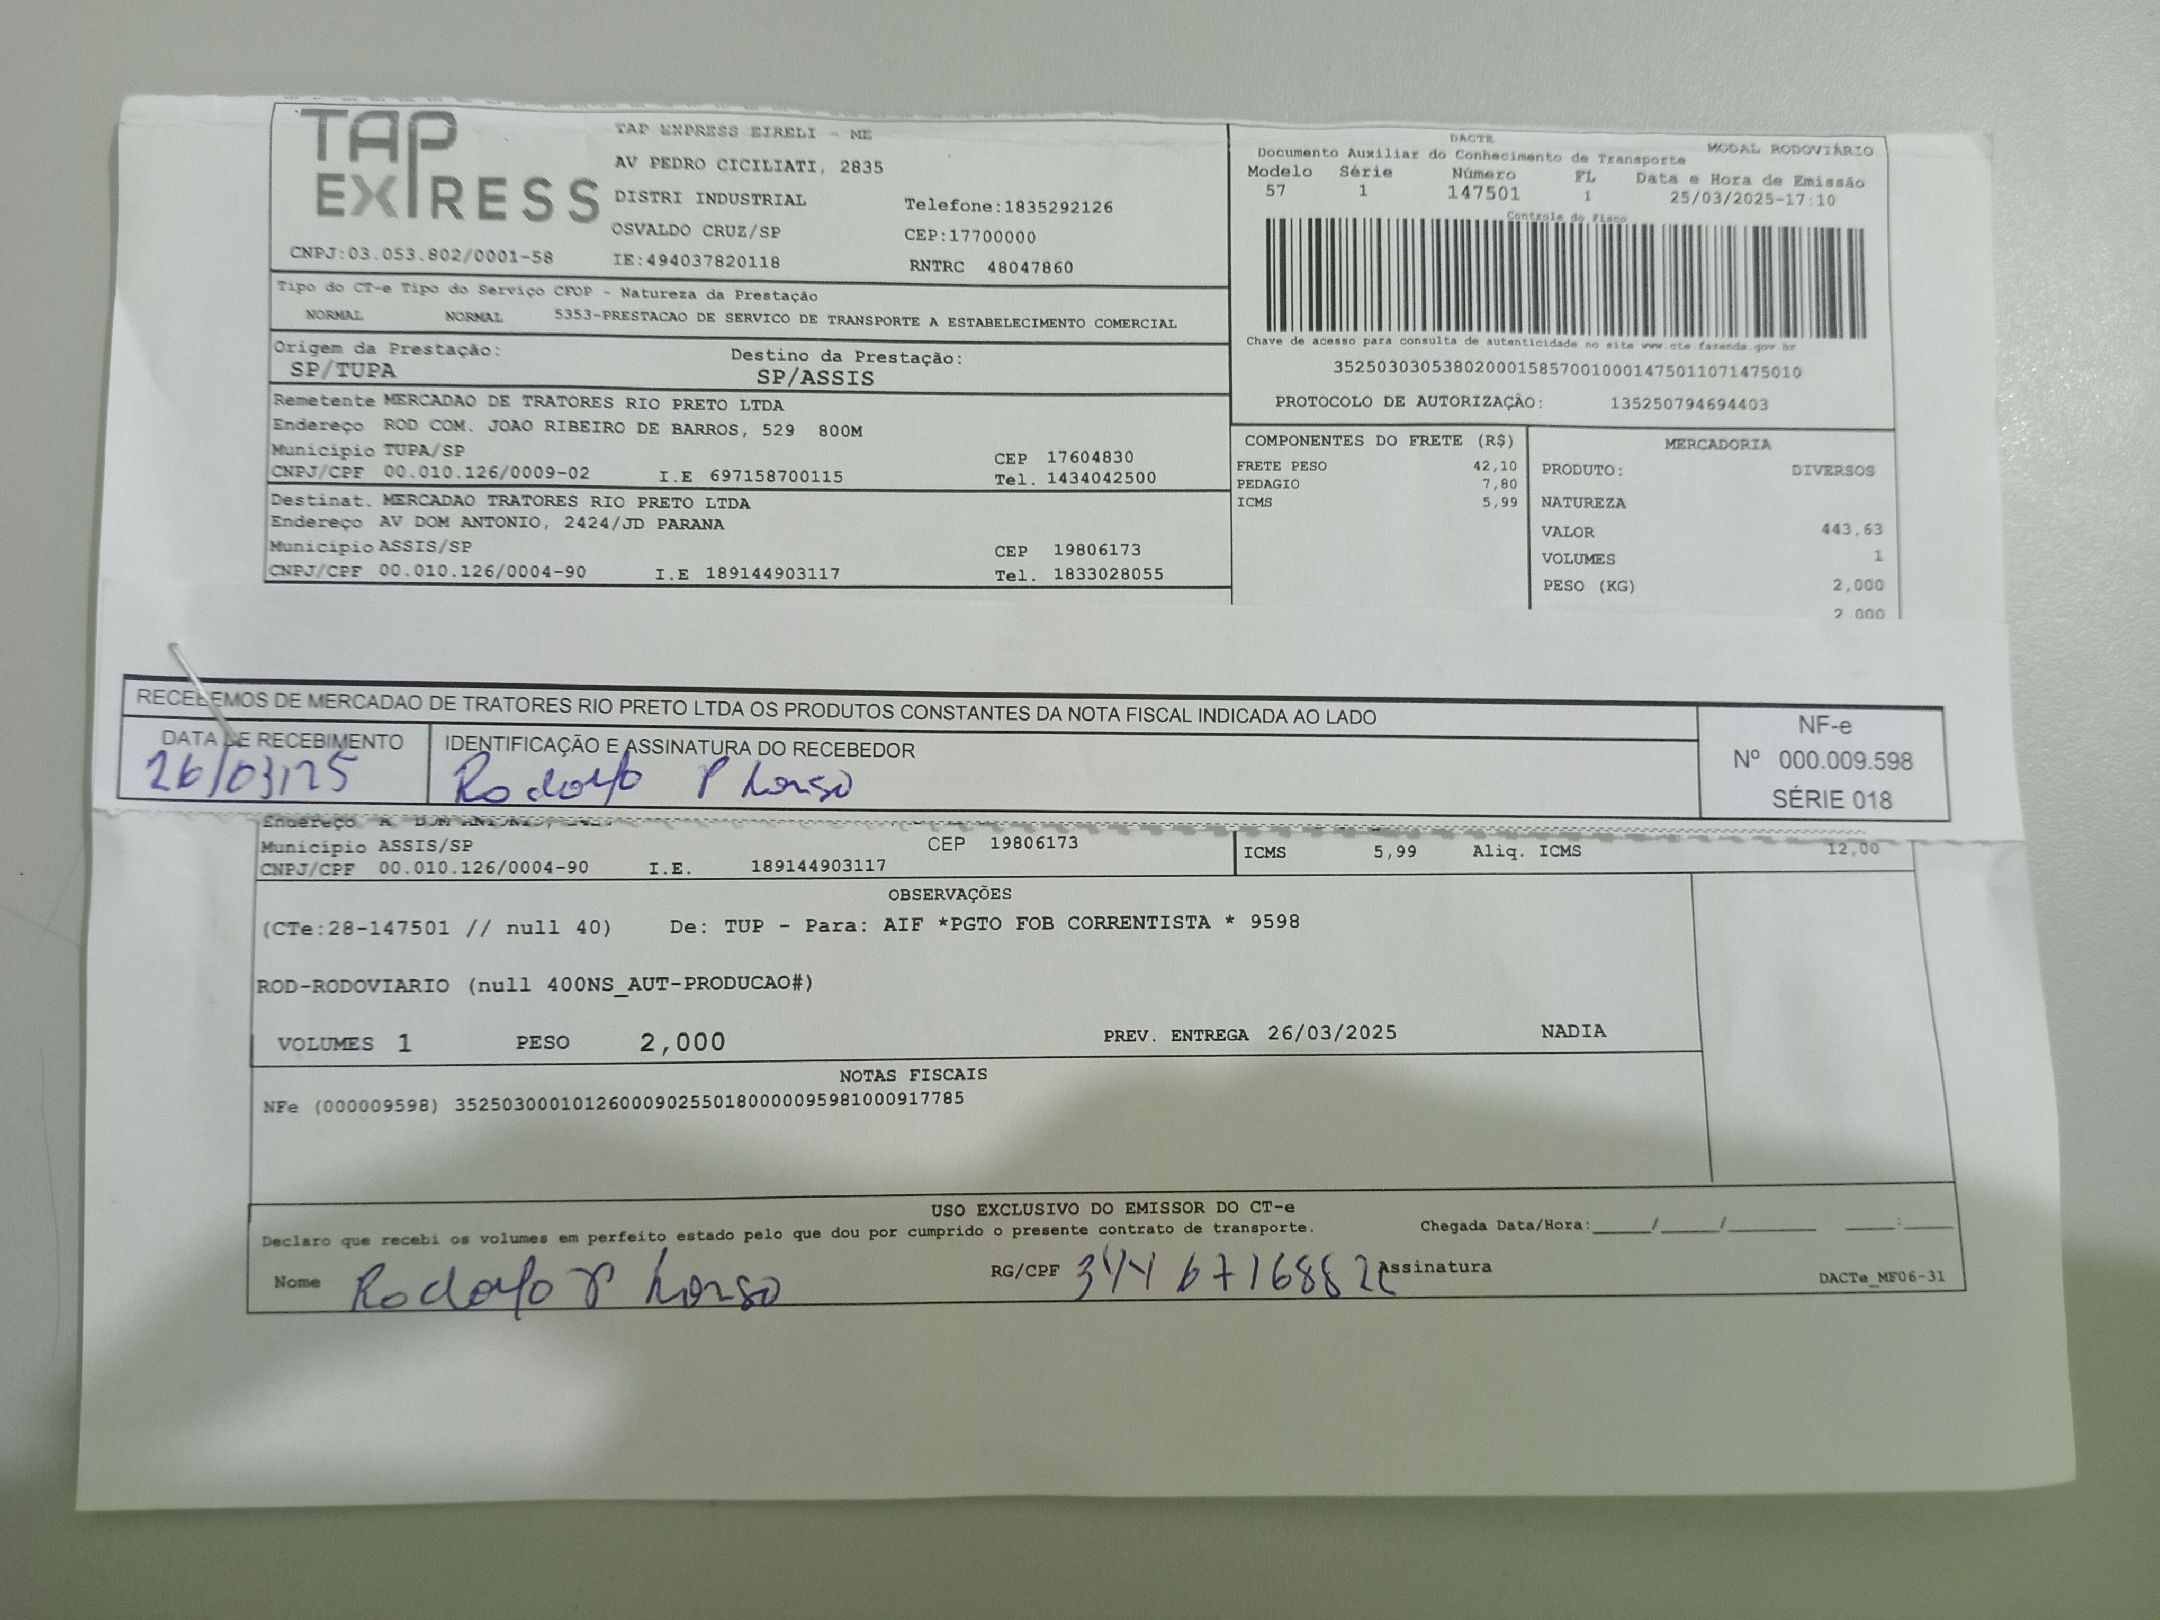 TAP EXPRESS
TAP EXPRESS EIRELI - ME
AV PEDRO CICILIATI, 2835
DISTRI INDUSTRIAL Telefone:1835292126
OSVALDO CRUZ/SP CEP:17700000
CNPJ:03.053.802/0001-58 IE:494037820118 RNTRC 48047860
DACTE MODAL RODOVIÁRIO
Documento Auxiliar do Conhecimento de Transporte
Modelo Série Número FL Data e Hora de Emissão
57 1 147501 1 25/03/2025-17:10
Controle do Fisco
Chave de acesso para consulta de autenticidade no site www.cte.fazenda.gov.br
35250303053802000158570010001475011071475010
PROTOCOLO DE AUTORIZAÇÃO: 135250794694403
Tipo do CT-e Tipo do Serviço CFOP - Natureza da Prestação
NORMAL NORMAL 5353-PRESTACAO DE SERVICO DE TRANSPORTE A ESTABELECIMENTO COMERCIAL
Origem da Prestação: Destino da Prestação:
SP/TUPA SP/ASSIS
Remetente MERCADAO DE TRATORES RIO PRETO LTDA
Endereço ROD COM. JOAO RIBEIRO DE BARROS, 529 800M
Município TUPA/SP CEP 17604830
CNPJ/CPF 00.010.126/0009-02 I.E 697158700115 Tel. 1434042500
Destinat. MERCADAO TRATORES RIO PRETO LTDA
Endereço AV DOM ANTONIO, 2424/JD PARANA
Município ASSIS/SP CEP 19806173
CNPJ/CPF 00.010.126/0004-90 I.E 189144903117 Tel. 1833028055
COMPONENTES DO FRETE (R$)
FRETE PESO 42,10
PEDAGIO 7,80
ICMS 5,99
MERCADORIA
PRODUTO: DIVERSOS
NATUREZA
VALOR 443,63
VOLUMES 1
PESO (KG) 2,000
2,000
RECEBEMOS DE MERCADAO DE TRATORES RIO PRETO LTDA OS PRODUTOS CONSTANTES DA NOTA FISCAL INDICADA AO LADO
DATA DE RECEBIMENTO IDENTIFICAÇÃO E ASSINATURA DO RECEBEDOR
26/03/25 Rodolfo
NF-e
Nº 000.009.598
SÉRIE 018
Endereço
Município ASSIS/SP CEP 19806173
CNPJ/CPF 00.010.126/0004-90 I.E. 189144903117
ICMS 5,99 Aliq. ICMS 12,00
OBSERVAÇÕES
(CTe:28-147501 // null 40) De: TUP - Para: AIF *PGTO FOB CORRENTISTA * 9598
ROD-RODOVIARIO (null 400NS_AUT-PRODUCAO#)
VOLUMES 1 PESO 2,000 PREV. ENTREGA 26/03/2025 NADIA
NOTAS FISCAIS
NFe (000009598) 35250300010126000902550180000095981000917785
USO EXCLUSIVO DO EMISSOR DO CT-e
Declaro que recebi os volumes em perfeito estado pelo que dou por cumprido o presente contrato de transporte. Chegada Data/Hora:_____/_____/________ ____:____
Nome Rodolfo RG/CPF Assinatura
DACTe_MF06-31